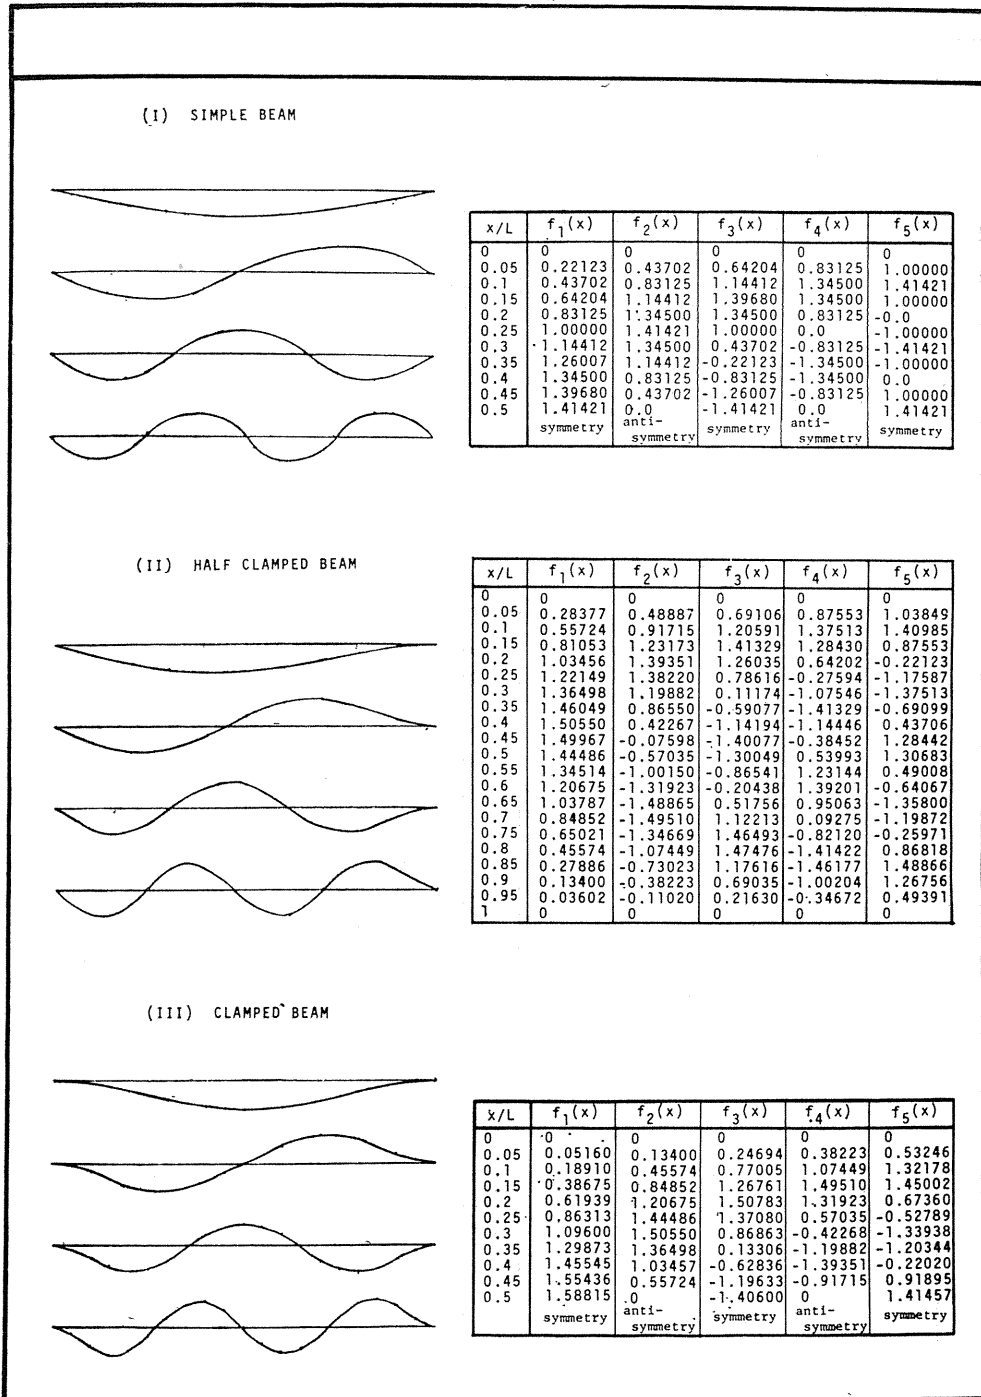 (I) SIMPLE BEAM
x/L f1(x) f2(x) f3(x) f4(x) f5(x)
0 0 0 0 0 0
0.05 0.22123 0.43702 0.64204 0.83125 1.00000
0.1 0.43702 0.83125 1.14412 1.34500 1.41421
0.15 0.64204 1.14412 1.39680 1.34500 1.00000
0.2 0.83125 1.34500 1.34500 0.83125 -0.0
0.25 1.00000 1.41421 1.00000 0.0 -1.00000
0.3 1.14412 1.34500 0.43702 -0.83125 -1.41421
0.35 1.26007 1.14412 -0.22123 -1.34500 -1.00000
0.4 1.34500 0.83125 -0.83125 -1.34500 0.0
0.45 1.39680 0.43702 -1.26007 -0.83125 1.00000
0.5 1.41421 0.0 -1.41421 0.0 1.41421
symmetry anti-symmetry symmetry anti-symmetry symmetry
(II) HALF CLAMPED BEAM
x/L f1(x) f2(x) f3(x) f4(x) f5(x)
0 0 0 0 0 0
0.05 0.28377 0.48887 0.69106 0.87553 1.03849
0.1 0.55724 0.91715 1.20591 1.37513 1.40985
0.15 0.81053 1.23173 1.41329 1.28430 0.87553
0.2 1.03456 1.39351 1.26035 0.64202 -0.22123
0.25 1.22149 1.38220 0.78616 -0.27594 -1.17587
0.3 1.36498 1.19882 0.11174 -1.07546 -1.37513
0.35 1.46049 0.86550 -0.59077 -1.41329 -0.69099
0.4 1.50550 0.42267 -1.14194 -1.14446 0.43706
0.45 1.49967 -0.07598 -1.40077 -0.38452 1.28442
0.5 1.44486 -0.57035 -1.30049 0.53993 1.30683
0.55 1.34514 -1.00150 -0.86541 1.23144 0.49008
0.6 1.20675 -1.31923 -0.20438 1.39201 -0.64067
0.65 1.03787 -1.48865 0.51756 0.95063 -1.35800
0.7 0.84852 -1.49510 1.12213 0.09275 -1.19872
0.75 0.65021 -1.34669 1.46493 -0.82120 -0.25971
0.8 0.45574 -1.07449 1.47476 -1.41422 0.86818
0.85 0.27886 -0.73023 1.17616 -1.46177 1.48866
0.9 0.13400 -0.38223 0.69035 -1.00204 1.26756
0.95 0.03602 -0.11020 0.21630 -0.34672 0.49391
1 0 0 0 0 0
(III) CLAMPED BEAM
x/L f1(x) f2(x) f3(x) f4(x) f5(x)
0 0 0 0 0 0
0.05 0.05160 0.13400 0.24694 0.38223 0.53246
0.1 0.18910 0.45574 0.77005 1.07449 1.32178
0.15 0.38675 0.84852 1.26761 1.49510 1.45002
0.2 0.61939 1.20675 1.50783 1.31923 0.67360
0.25 0.86313 1.44486 1.37080 0.57035 -0.52789
0.3 1.09600 1.50550 0.86863 -0.42268 -1.33938
0.35 1.29873 1.36498 0.13306 -1.19882 -1.20344
0.4 1.45545 1.03457 -0.62836 -1.39351 -0.22020
0.45 1.55436 0.55724 -1.19633 -0.91715 0.91895
0.5 1.58815 .0 -1.40600 0 1.41457
symmetry anti-symmetry symmetry anti-symmetry symmetry